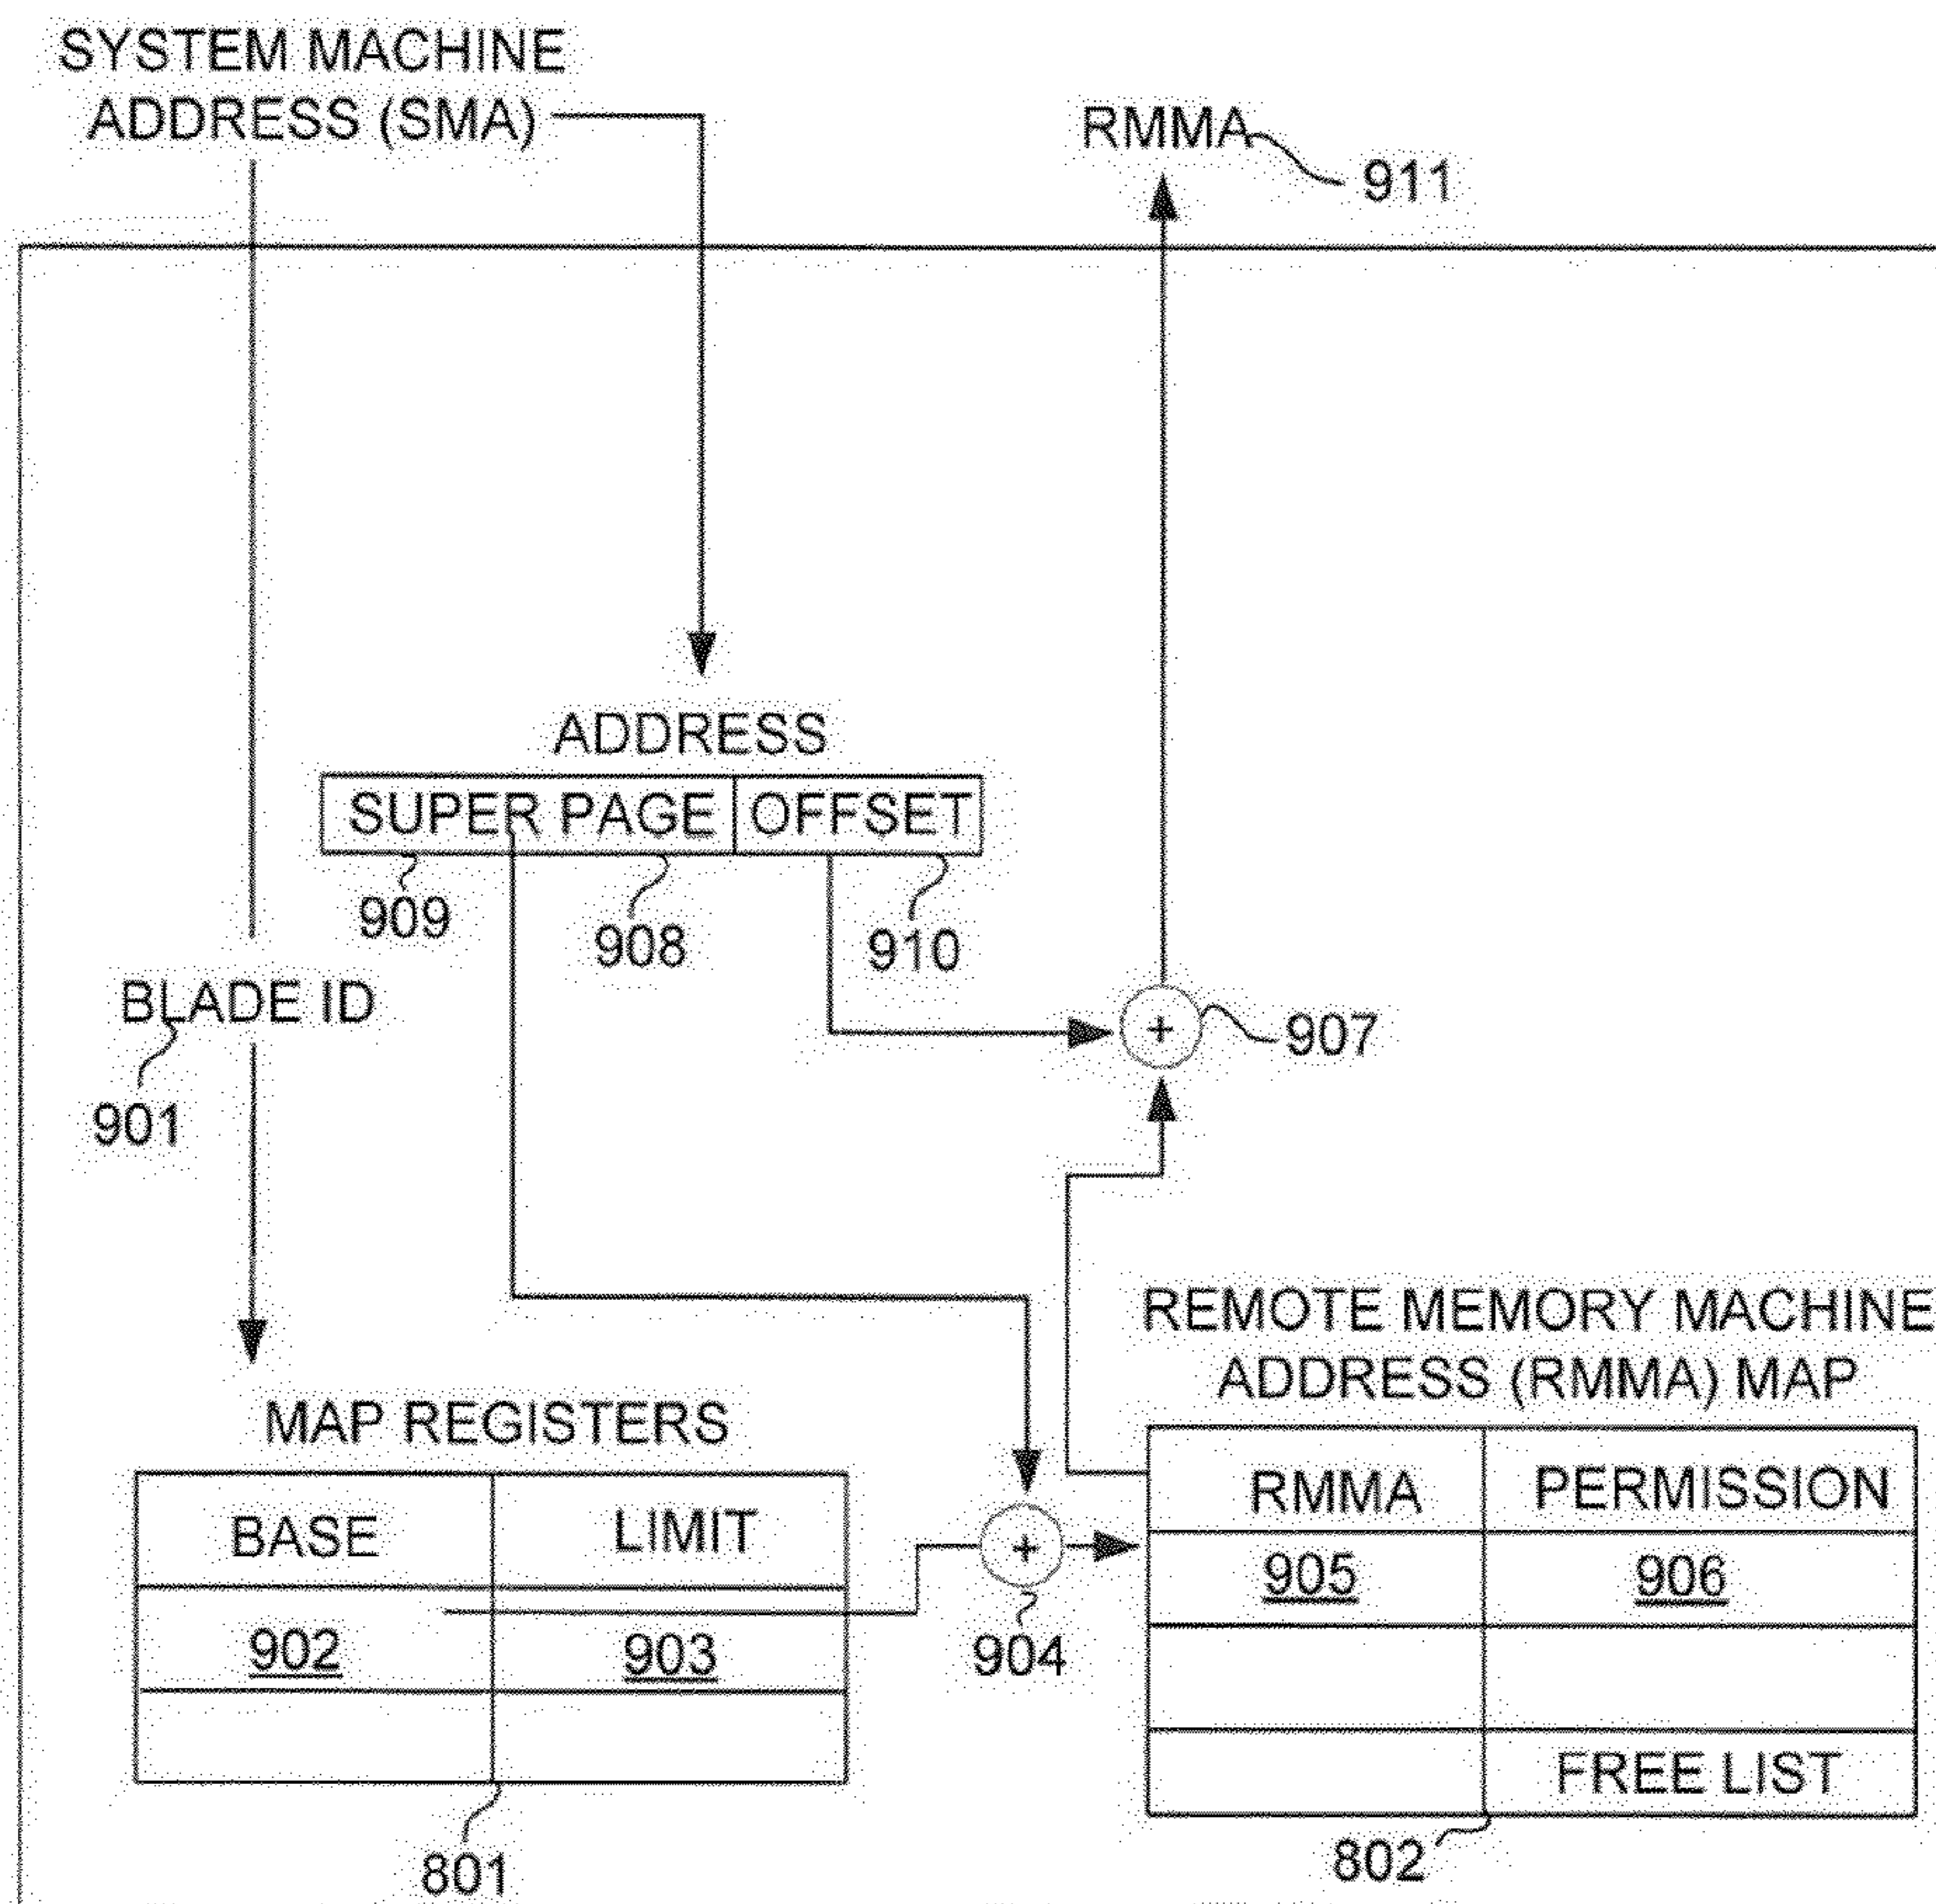 SYSTEM MACHINE
ADDRESS (SMA)
RMMA
911
ADDRESS
SUPER PAGE OFFSET
909
908
910
BLADE ID
901
+
907
REMOTE MEMORY MACHINE
ADDRESS (RMMA) MAP
MAP REGISTERS
BASE LIMIT
902 903
+
904
RMMA PERMISSION
905 906
FREE LIST
801
802